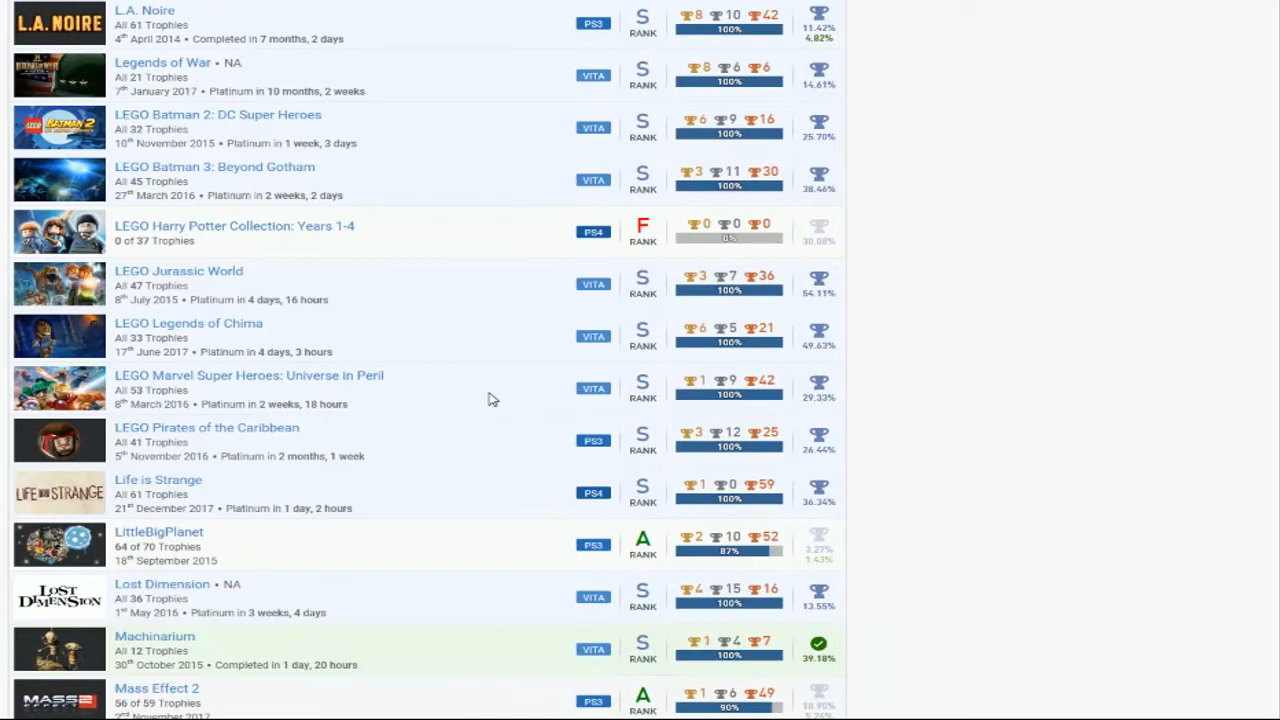 L.A. NOIRE
L.A. Noire
All 61 Trophies
4th April 2014 • Completed in 7 months, 2 days
PS3
S
RANK
8 10 42
100%
11.42%
4.82%
Legends of War • NA
All 21 Trophies
7th January 2017 • Platinum in 10 months, 2 weeks
VITA
S
RANK
8 6 6
100%
14.61%
LEGO BATMAN 2
LEGO Batman 2: DC Super Heroes
All 32 Trophies
10th November 2015 • Platinum in 1 week, 3 days
VITA
S
RANK
6 9 16
100%
25.70%
LEGO Batman 3: Beyond Gotham
All 45 Trophies
27th March 2016 • Platinum in 2 weeks, 2 days
VITA
S
RANK
3 11 30
100%
38.46%
LEGO Harry Potter Collection: Years 1-4
0 of 37 Trophies
PS4
F
RANK
0 0 0
0%
30.08%
LEGO Jurassic World
All 47 Trophies
8th July 2015 • Platinum in 4 days, 16 hours
VITA
S
RANK
3 7 36
100%
54.11%
LEGO Legends of Chima
All 33 Trophies
17th June 2017 • Platinum in 4 days, 3 hours
VITA
S
RANK
6 5 21
100%
49.63%
LEGO Marvel Super Heroes: Universe in Peril
All 53 Trophies
8th March 2016 • Platinum in 2 weeks, 18 hours
VITA
S
RANK
1 9 42
100%
29.33%
LEGO Pirates of the Caribbean
All 41 Trophies
5th November 2016 • Platinum in 2 months, 1 week
PS3
S
RANK
3 12 25
100%
26.44%
LIFE IS STRANGE
Life is Strange
All 61 Trophies
1st December 2017 • Platinum in 1 day, 2 hours
PS4
S
RANK
1 0 59
100%
36.34%
LittleBigPlanet
64 of 70 Trophies
September 2015
PS3
A
RANK
2 10 52
87%
3.27%
1.43%
LOST DIMENSION
Lost Dimension • NA
All 36 Trophies
1st May 2016 • Platinum in 3 weeks, 4 days
VITA
S
RANK
4 15 16
100%
13.55%
Machinarium
All 12 Trophies
30th October 2015 • Completed in 1 day, 20 hours
VITA
S
RANK
1 4 7
100%
39.18%
MASS EFFECT 2
Mass Effect 2
56 of 59 Trophies
2nd November 2017
PS3
A
RANK
1 6 49
90%
10.90%